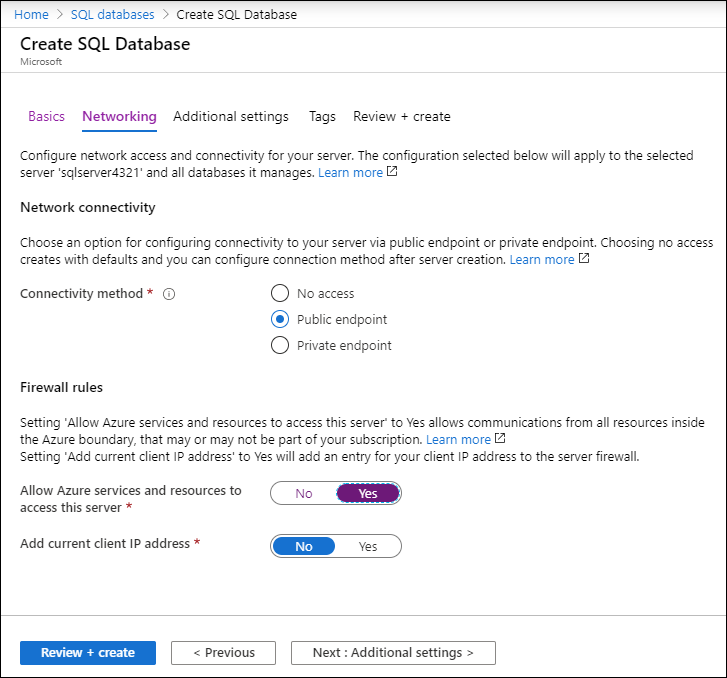 Home > SQL databases > Create SQL Database
Create SQL Database
Microsoft
Basics Networking Additional settings Tags Review + create
Configure network access and connectivity for your server. The configuration selected below will apply to the selected
server 'sqlserver4321' and all databases it manages. Learn more
Network connectivity
Choose an option for configuring connectivity to your server via public endpoint or private endpoint. Choosing no access
creates with defaults and you can configure connection method after server creation. Learn more
Connectivity method * No access
Public endpoint
Private endpoint
Firewall rules
Setting 'Allow Azure services and resources to access this server' to Yes allows communications from all resources inside
the Azure boundary, that may or may not be part of your subscription. Learn more
Setting 'Add current client IP address' to Yes will add an entry for your client IP address to the server firewall.
Allow Azure services and resources to
access this server * No Yes
Add current client IP address * No Yes
Review + create < Previous Next : Additional settings >